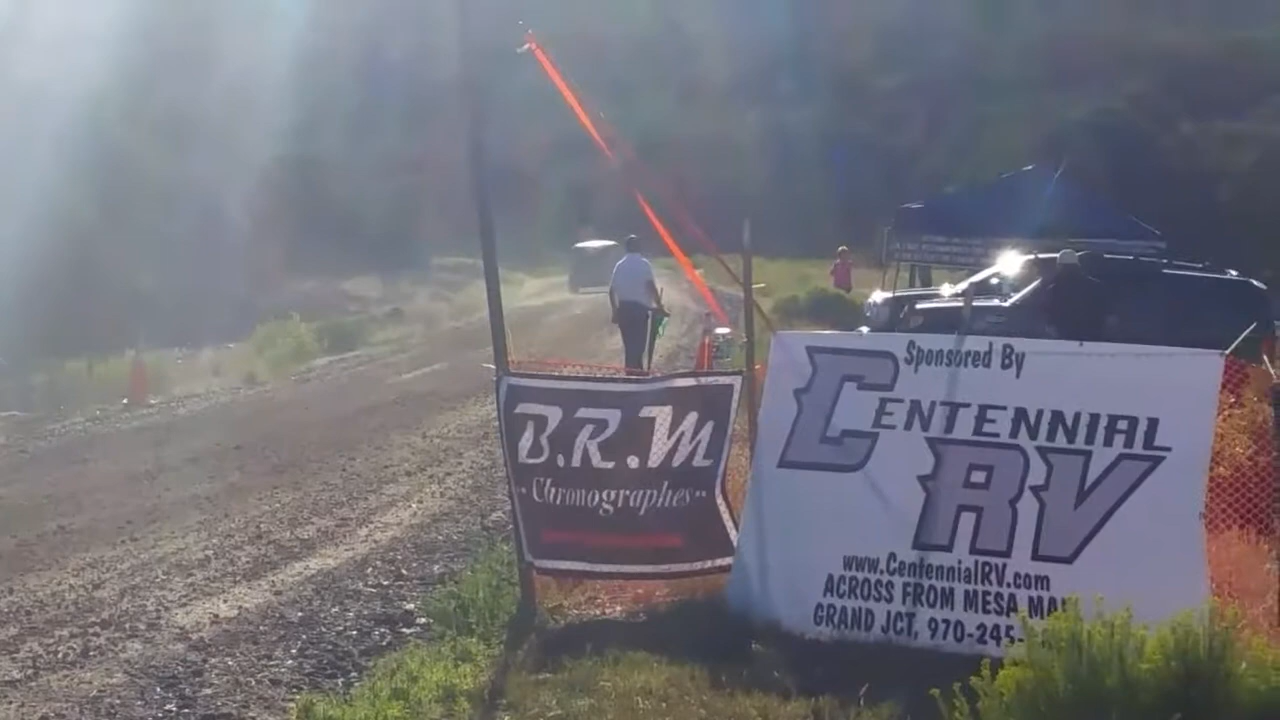 B.R.M
Chronographes
Sponsored By
CENTENNIAL
RV
www.CentennialRV.com
ACROSS FROM MESA
GRAND JCT, 970-245-